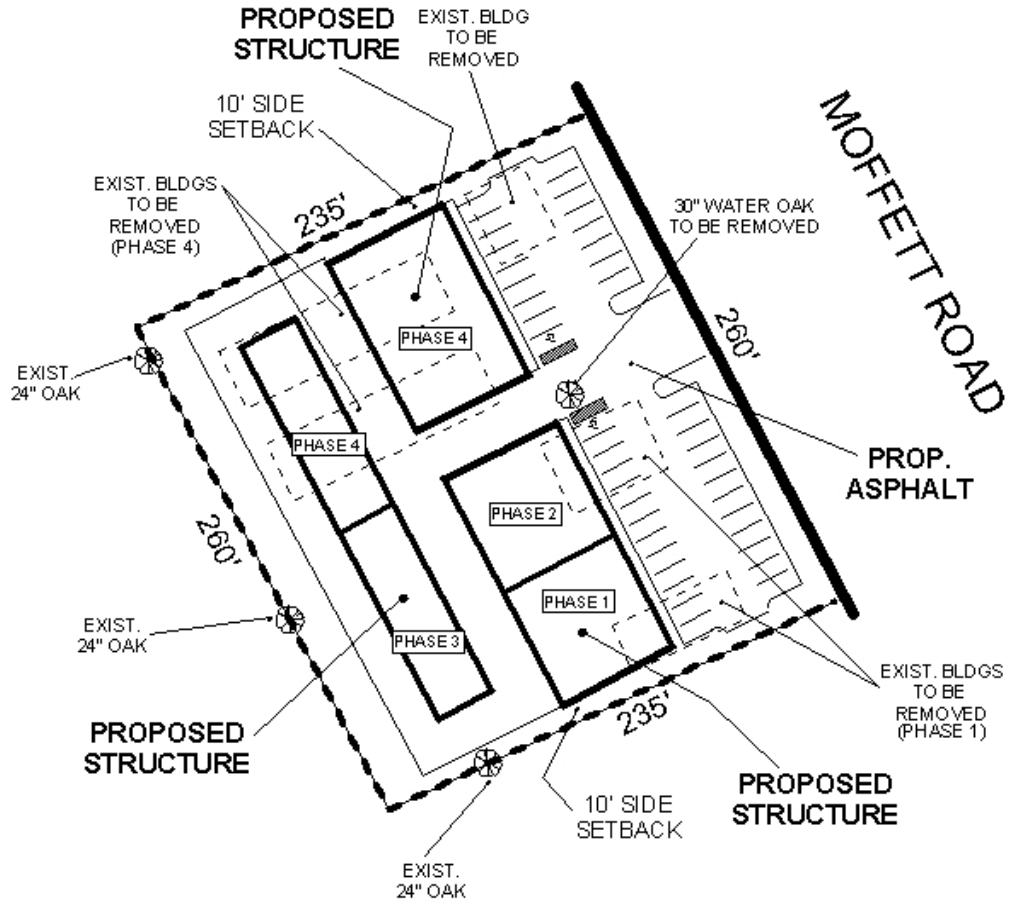 PROPOSED
STRUCTURE
EXIST. BLDG
TO BE
REMOVED
10' SIDE
SETBACK
MOFFETT ROAD
EXIST. BLDGS
TO BE
REMOVED
(PHASE 4)
235'
30" WATER OAK
TO BE REMOVED
PHASE 4
260'
EXIST.
24" OAK
PHASE 4
PROP.
ASPHALT
PHASE 2
260'
PHASE 1
EXIST.
24" OAK
PHASE 3
EXIST. BLDGS
TO BE
REMOVED
(PHASE 1)
235'
PROPOSED
STRUCTURE
PROPOSED
STRUCTURE
10' SIDE
SETBACK
EXIST.
24" OAK